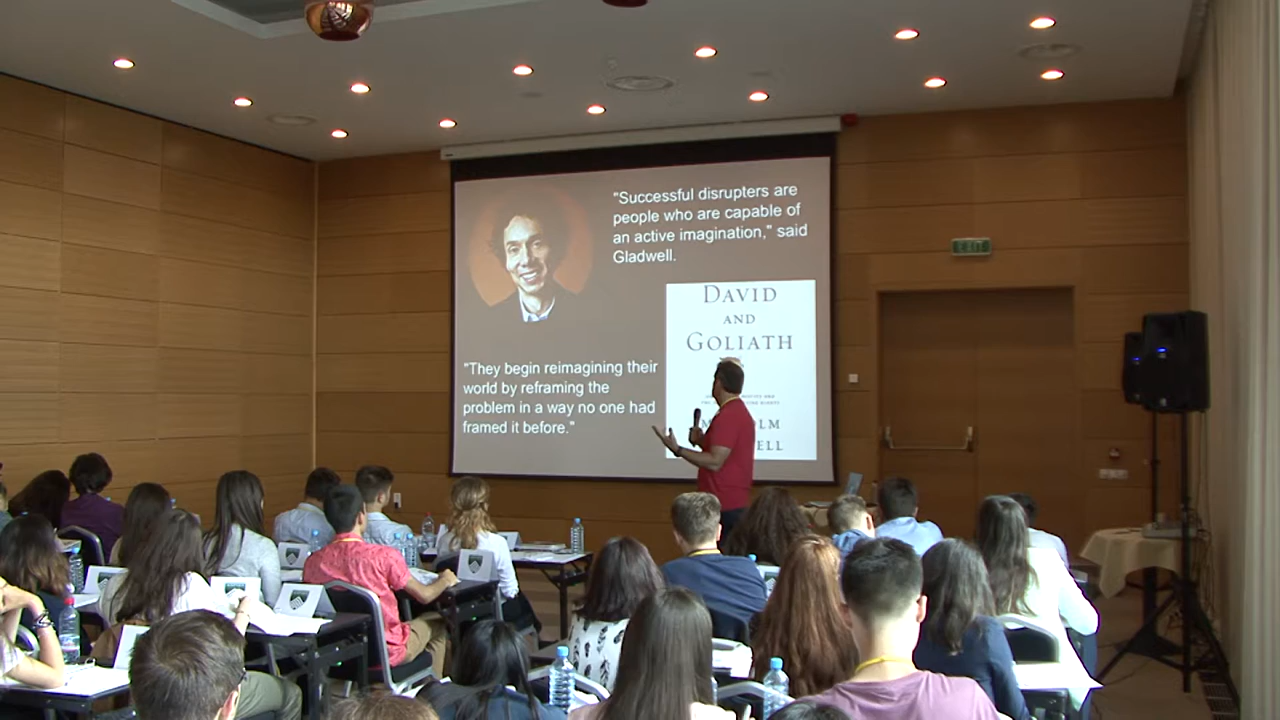 "Successful disrupters are
people who are capable of
an active imagination," said
Gladwell.
DAVID
AND
GOLIATH
"They begin reimagining their
world by reframing the
problem in a way no one had
framed it before."
EXIT